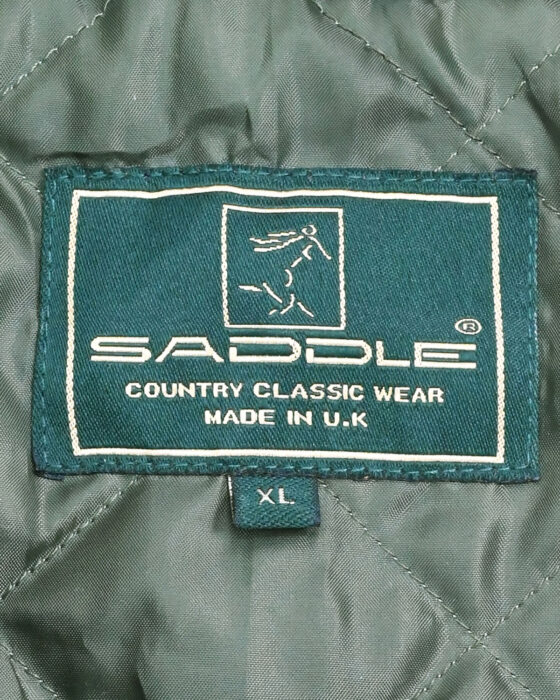 SADDLE®
COUNTRY CLASSIC WEAR
MADE IN U.K
XL